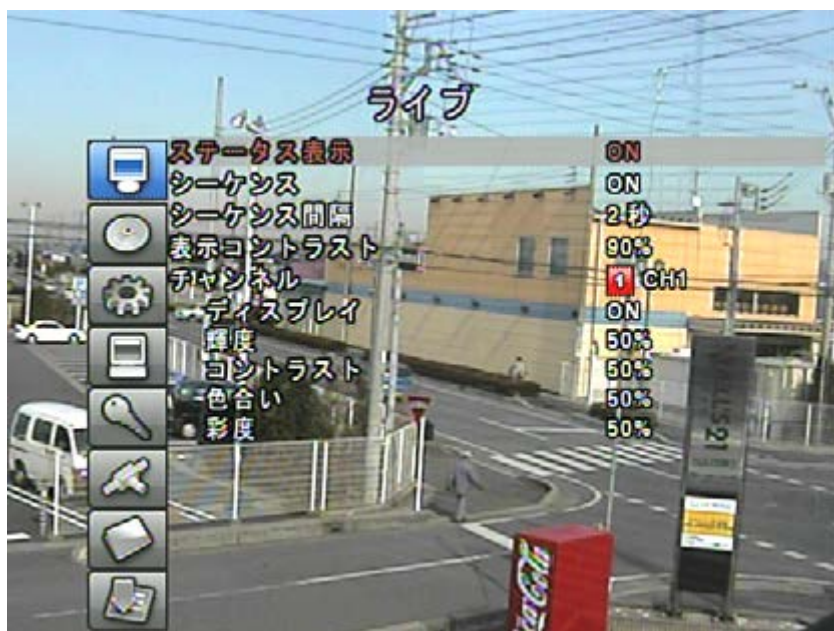 ライブ
ステータス表示 ON
シーケンス ON
シーケンス間隔 2 秒
表示コントラスト 90%
チャンネル 1 CH1
ディスプレイ ON
輝度 50%
コントラスト 50%
色合い 50%
彩度 50%
21
Coca-Cola